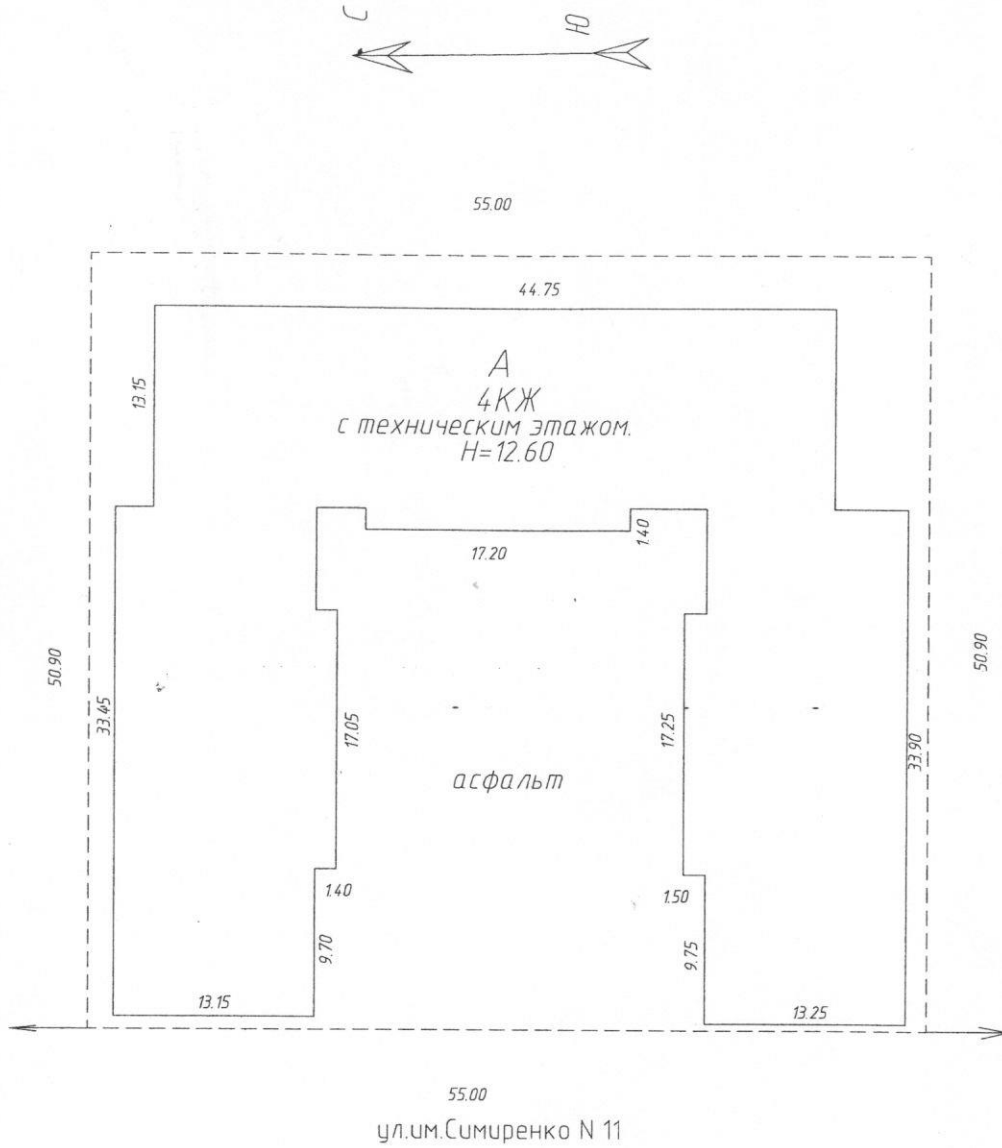 С
Ю
55.00
44.75
13.15
А
4КЖ
с техническим этажом.
Н=12.60
1.40
17.20
50.90
50.90
33.45
17.05
17.25
33.90
асфальт
1.40
1.50
9.70
9.75
13.15
13.25
55.00
ул.им.Симиренко N 11